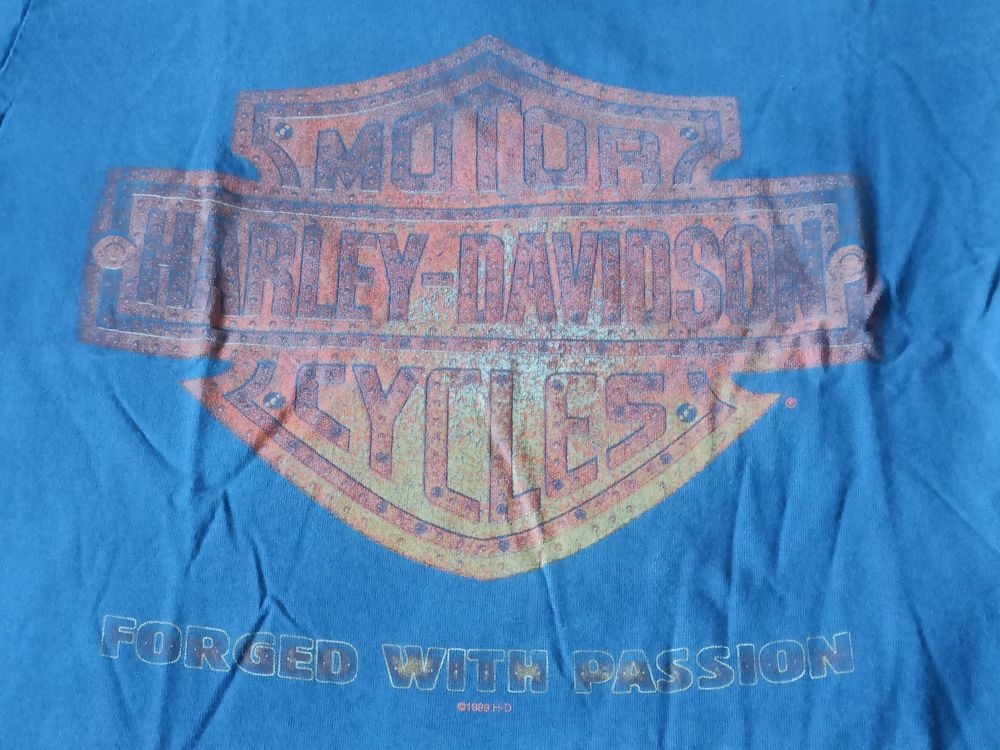 MOTOR
HARLEY-DAVIDSON
CYCLES
®
FORGED WITH PASSION
©1999 H-D